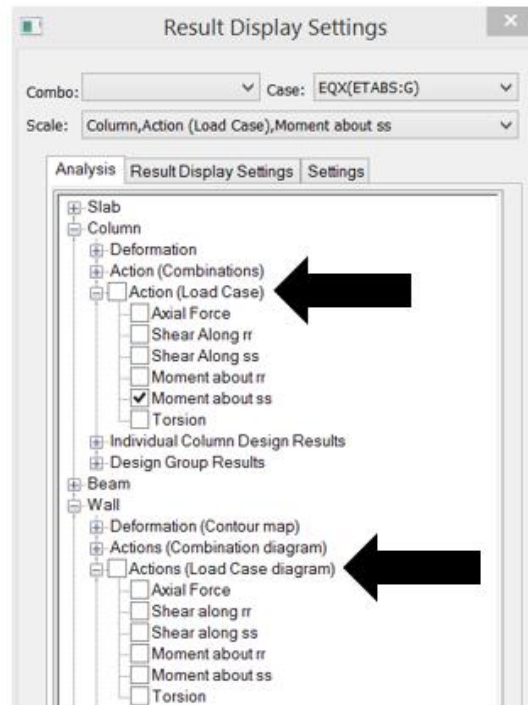 Result Display Settings
Combo: Case: EQX(ETABS:G)
Scale: Column,Action (Load Case),Moment about ss
Analysis Result Display Settings Settings
Slab
Column
Deformation
Action (Combinations)
Action (Load Case)
Axial Force
Shear Along rr
Shear Along ss
Moment about rr
Moment about ss
Torsion
Individual Column Design Results
Design Group Results
Beam
Wall
Deformation (Contour map)
Actions (Combination diagram)
Actions (Load Case diagram)
Axial Force
Shear along rr
Shear along ss
Moment about rr
Moment about ss
Torsion